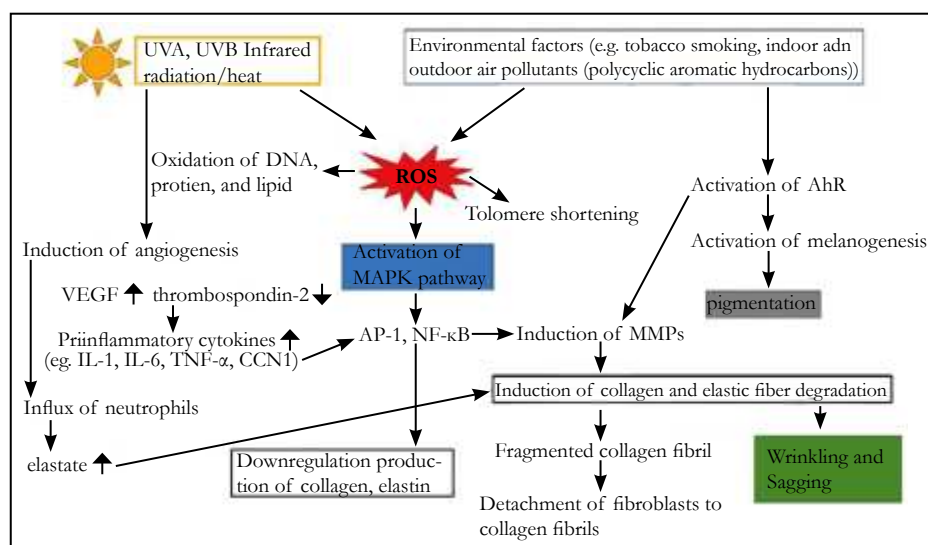 UVA, UVB Infrared
radiation/heat
Environmental factors (e.g. tobacco smoking, indoor adn
outdoor air pollutants (polycyclic aromatic hydrocarbons))
Oxidation of DNA,
protien, and lipid
ROS
Tolomere shortening
Activation of AhR
Induction of angiogenesis
Activation of
MAPK pathway
Activation of melanogenesis
VEGF thrombospondin-2
pigmentation
Priinflammatory cytokines
(eg. IL-1, IL-6, TNF-α, CCN1)
AP-1, NF-κB
Induction of MMPs
Induction of collagen and elastic fiber degradation
Influx of neutrophils
elastate
Downregulation produc-
tion of collagen, elastin
Fragmented collagen fibril
Wrinkling and
Sagging
Detachment of fibroblasts to
collagen fibrils